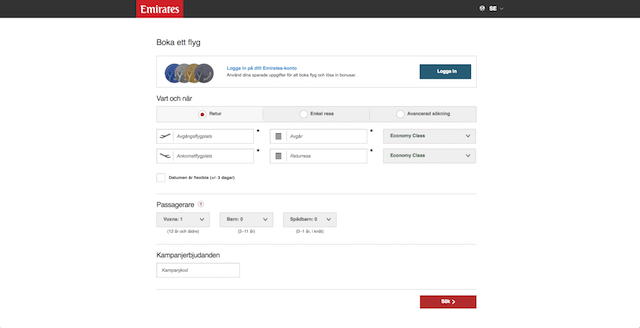 Emirates
SE
Boka ett flyg
Logga in på ditt Emirates-konto
Använd dina sparade uppgifter för att boka flyg och lösa in bonusar.
Logga in
Vart och när
Retur
Enkel resa
Avancerad sökning
Avgångsflygplats *
Avgår *
Economy Class
Ankomstflygplats *
Returresa *
Economy Class
Datumen är flexibla (+/- 3 dagar)
Passagerare
Vuxna: 1
Barn: 0
Spädbarn: 0
(12 år och äldre)
(2–11 år)
(0–1 år, i knät)
Kampanjerbjudanden
Kampanjkod
Sök